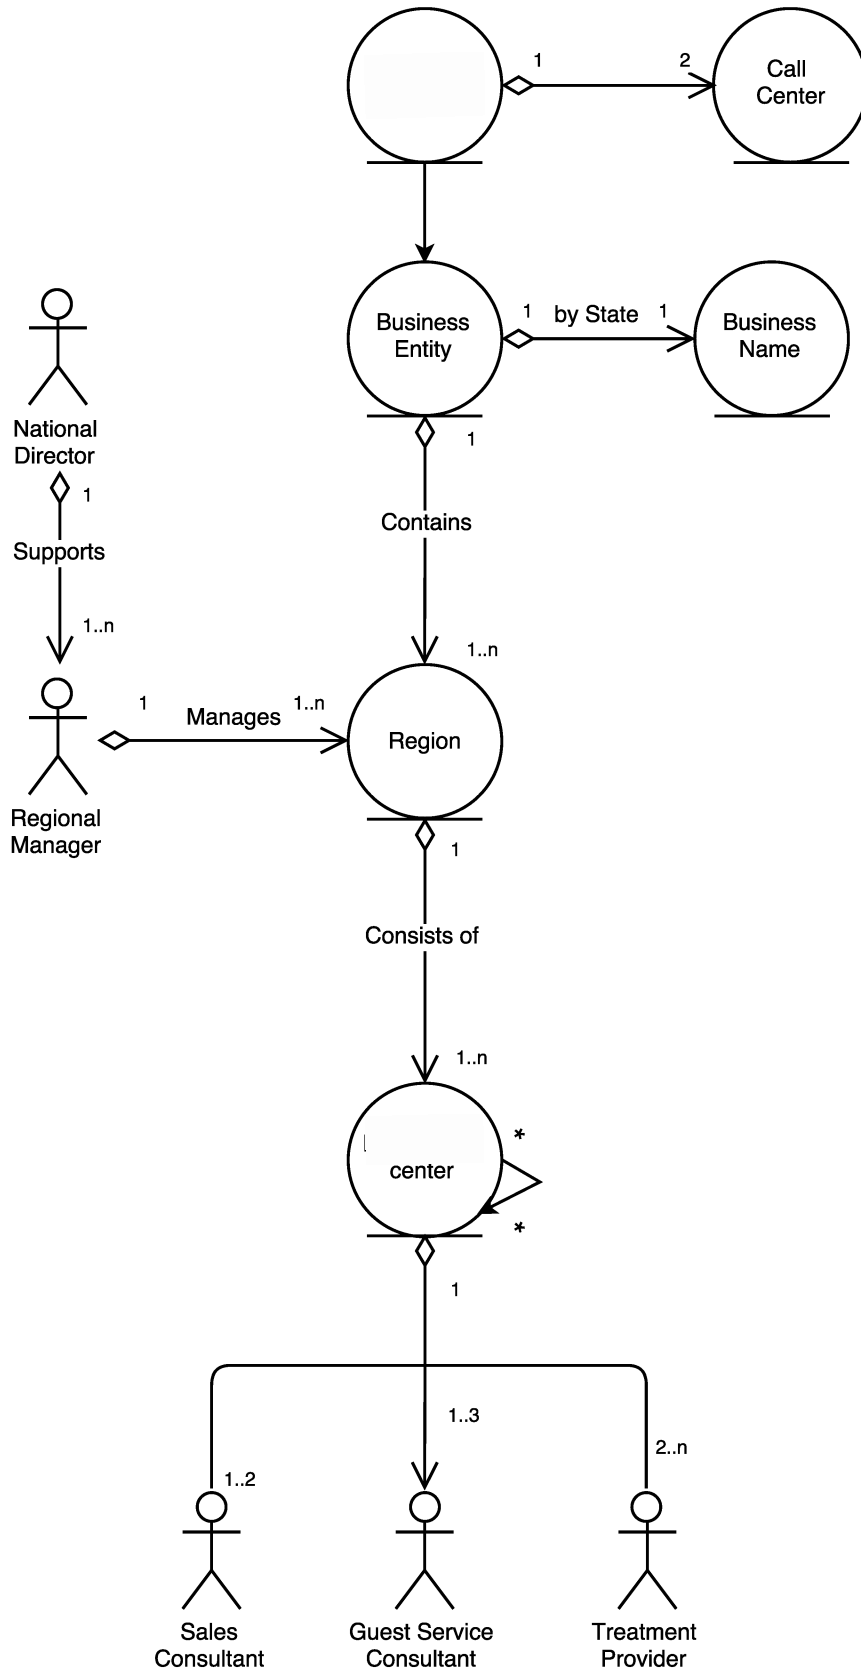 1
2
Call
Center
Business
Entity
1
by State
1
Business
Name
National
Director
1
Supports
1..n
1
Contains
1..n
Regional
Manager
1
Manages
1..n
Region
1
Consists of
1..n
center
*
*
1
1..2
1..3
2..n
Sales
Consultant
Guest Service
Consultant
Treatment
Provider